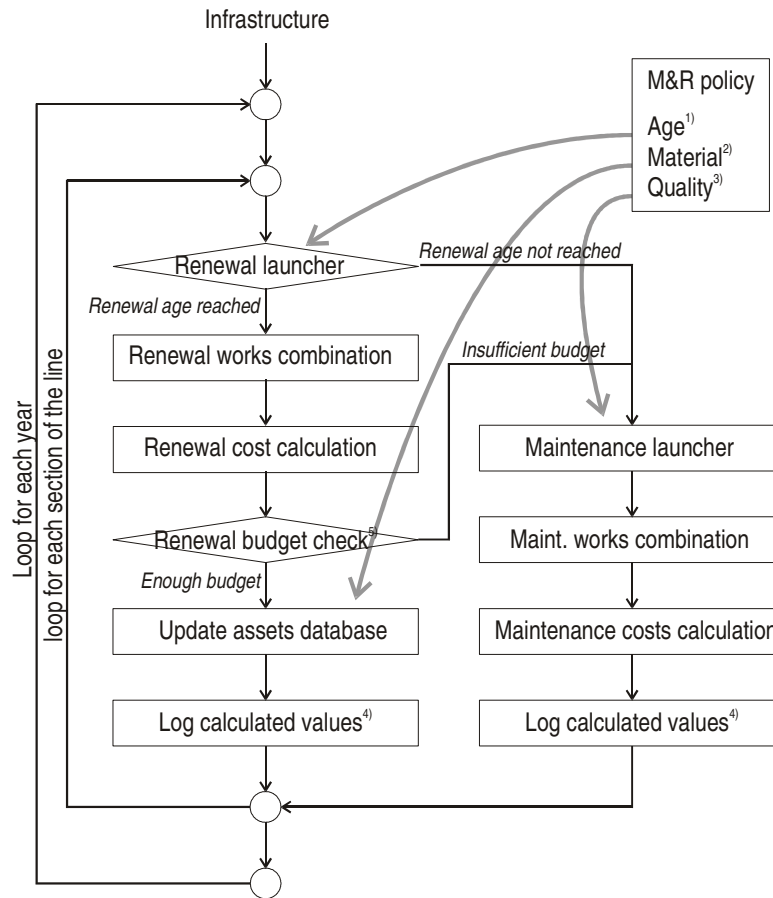 Infrastructure
M&R policy
Age1)
Material2)
Quality3)
Renewal launcher
Renewal age not reached
Renewal age reached
Renewal works combination
Insufficient budget
Renewal cost calculation
Maintenance launcher
Renewal budget check5)
Maint. works combination
Enough budget
Update assets database
Maintenance costs calculation
Log calculated values4)
Log calculated values4)
Loop for each year
loop for each section of the line